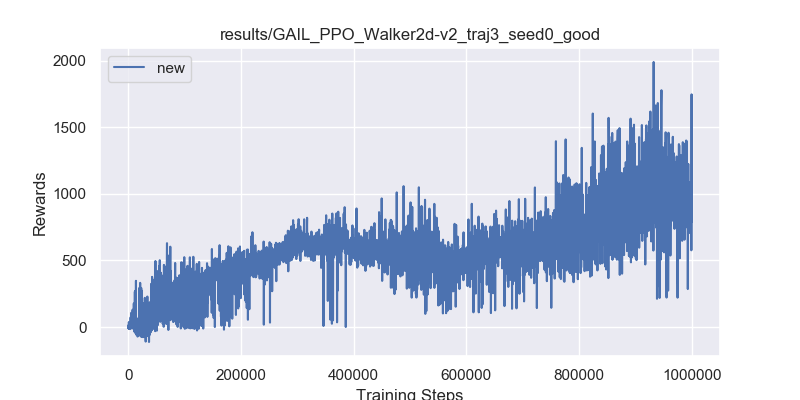 results/GAIL_PPO_Walker2d-v2_traj3_seed0_good
new
2000
1500
1000
500
0
Rewards
0
200000
400000
600000
800000
1000000
Training Steps